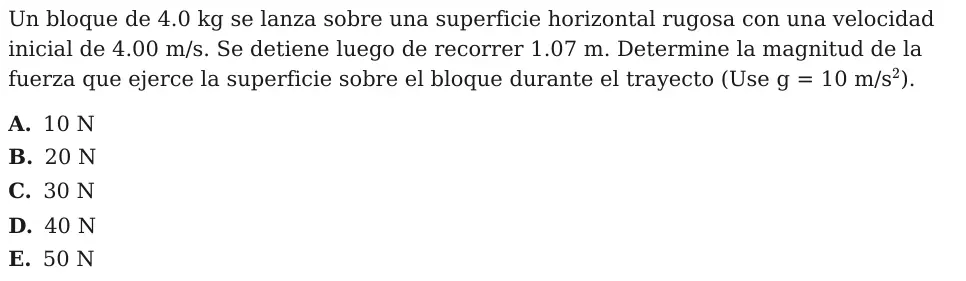 Un bloque de 4.0 kg se lanza sobre una superficie horizontal rugosa con una velocidad
inicial de 4.00 m/s. Se detiene luego de recorrer 1.07 m. Determine la magnitud de la
fuerza que ejerce la superficie sobre el bloque durante el trayecto (Use g = 10 m/s²).
A. 10 N
B. 20 N
C. 30 N
D. 40 N
E. 50 N